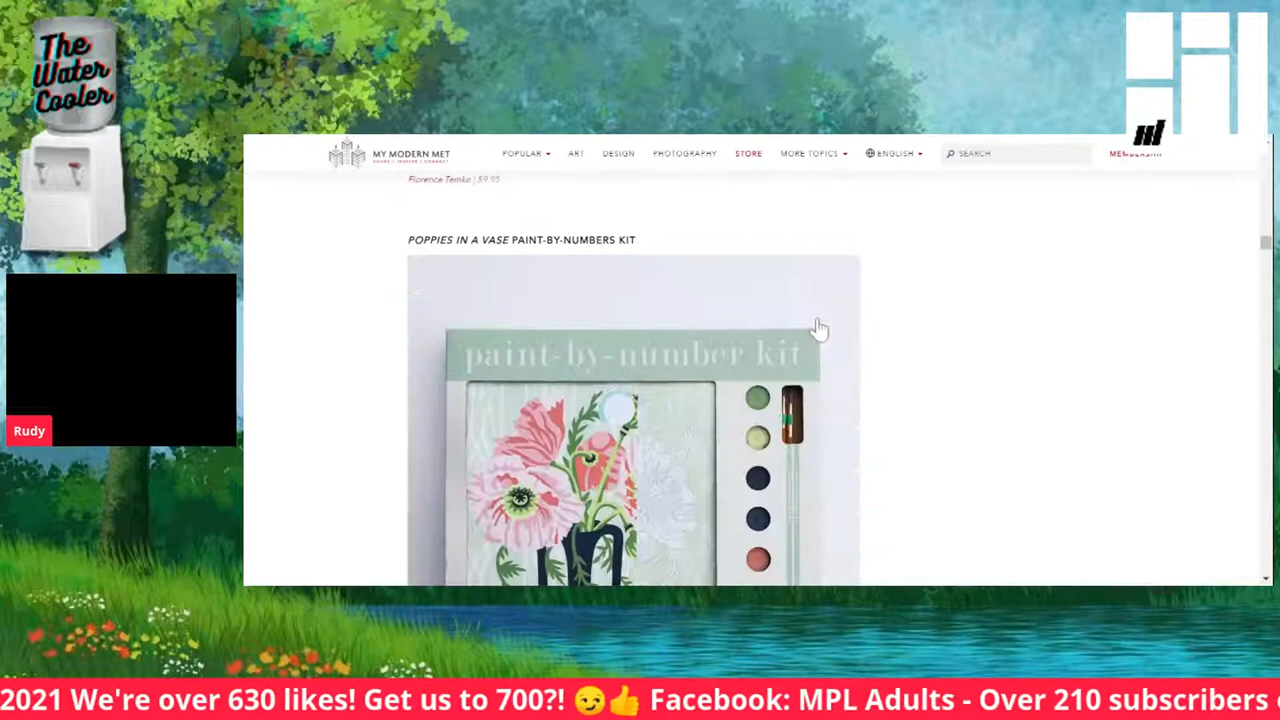 The
Water
Cooler
MY MODERN MET
POPULAR ART DESIGN PHOTOGRAPHY STORE MORE TOPICS ENGLISH SEARCH
Florence Temko | $9.95
POPPIES IN A VASE PAINT-BY-NUMBERS KIT
paint-by-number kit
Rudy
2021 We're over 630 likes! Get us to 700?! 😏👍 Facebook: MPL Adults - Over 210 subscribers